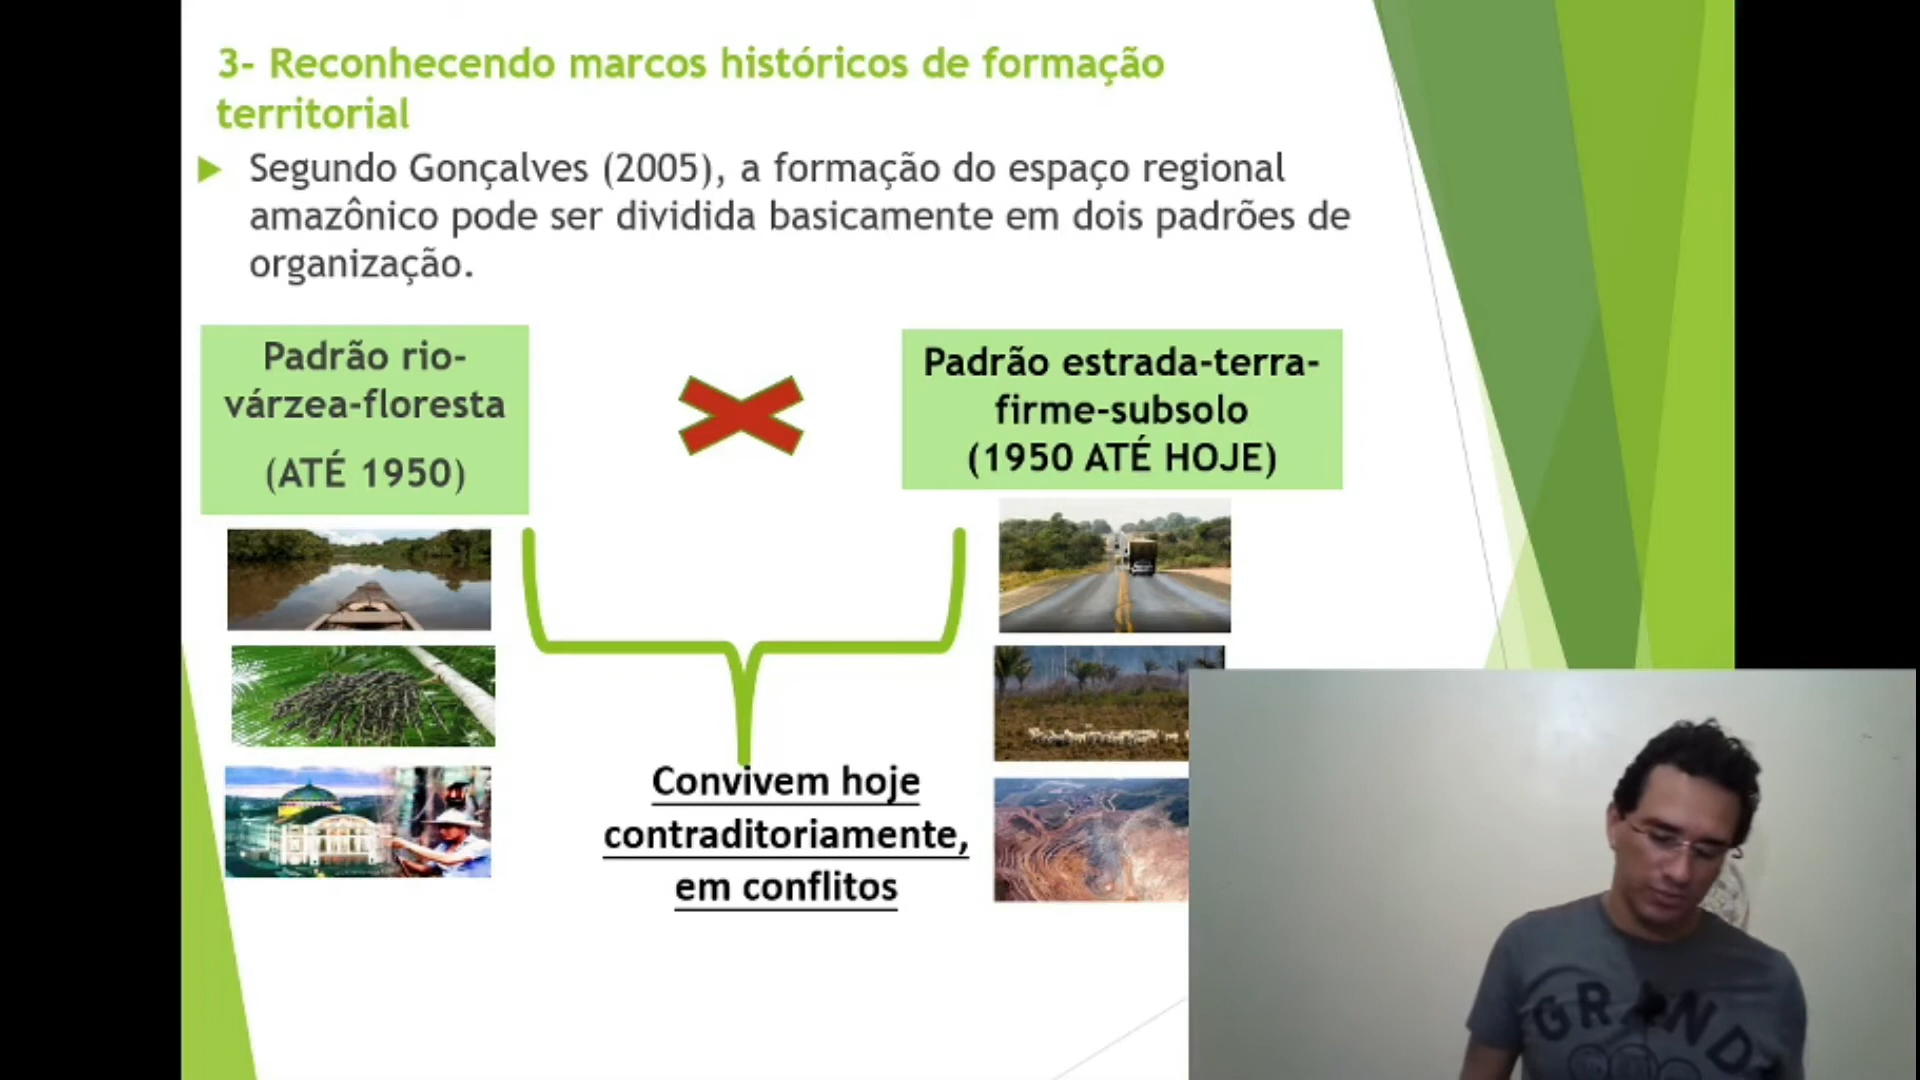 3- Reconhecendo marcos históricos de formação
territorial
Segundo Gonçalves (2005), a formação do espaço regional
amazônico pode ser dividida basicamente em dois padrões de
organização.
Padrão rio-
várzea-floresta
(ATÉ 1950)
Padrão estrada-terra-
firme-subsolo
(1950 ATÉ HOJE)
Convivem hoje
contraditoriamente,
em conflitos
GRAND